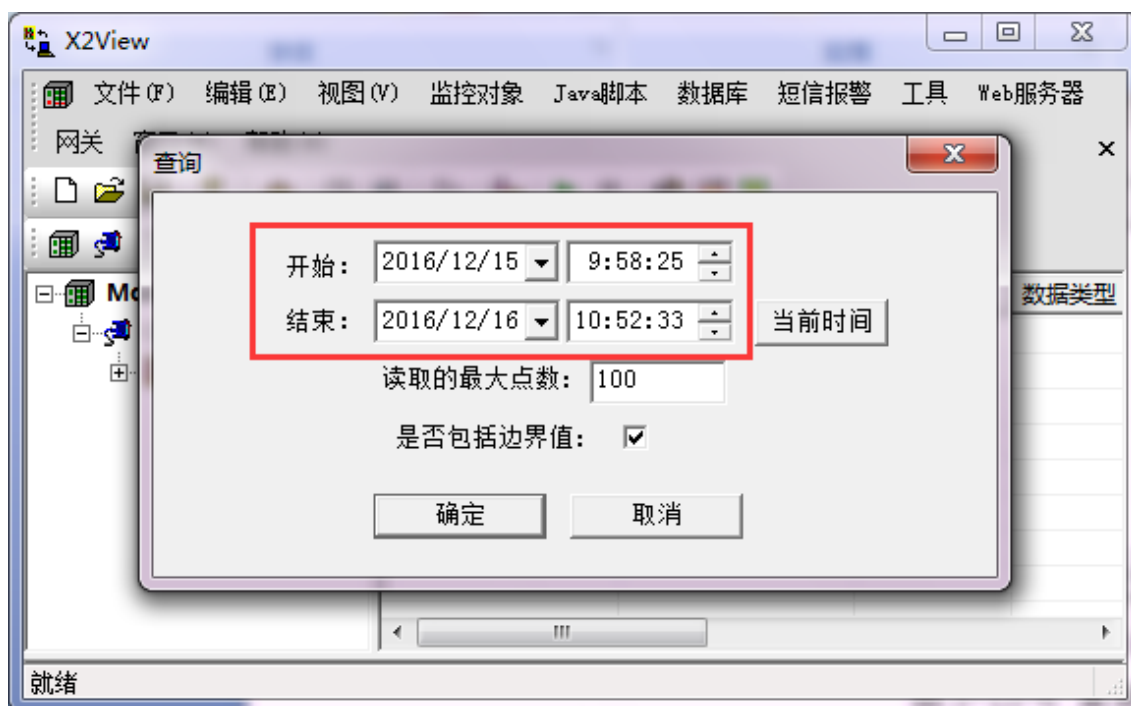 X2View
文件(F) 编辑(E) 视图(V) 监控对象 Java脚本 数据库 短信报警 工具 Web服务器
网关
查询
开始: 2016/12/15 9:58:25
结束: 2016/12/16 10:52:33 当前时间
读取的最大点数: 100
是否包括边界值:
确定 取消
数据类型
就绪